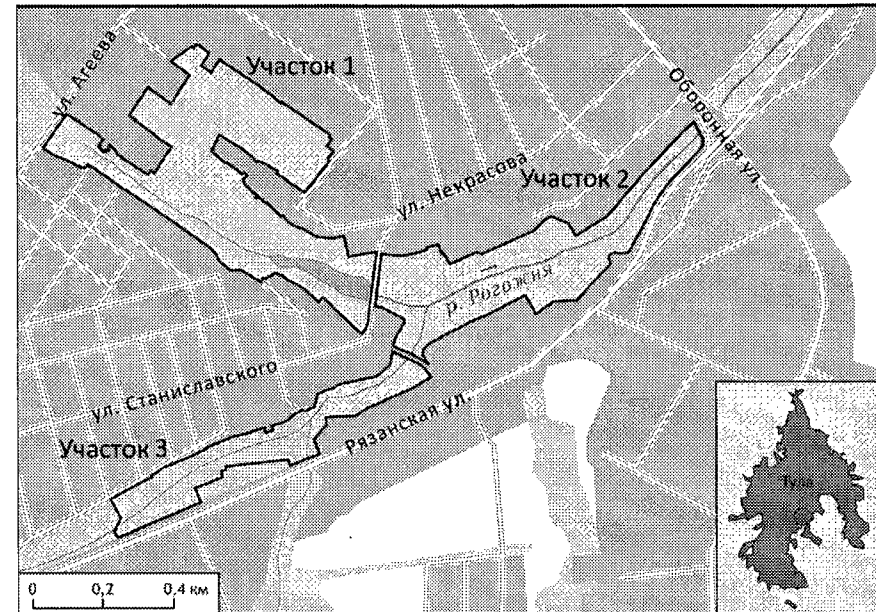 ул. Агеева
Участок 1
Оборонная ул.
ул. Некрасова
Участок 2
р. Рогожня
ул. Станиславского
Рязанская ул.
Участок 3
Тула
0 0,2 0,4 км